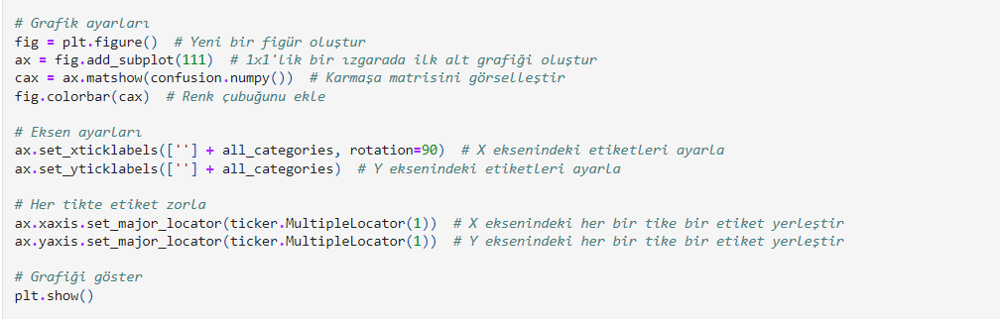 # Grafik ayarları
fig = plt.figure()  # Yeni bir figür oluştur
ax = fig.add_subplot(111)  # 1x1'lik bir ızgarada ilk alt grafiği oluştur
cax = ax.matshow(confusion.numpy())  # Karmaşa matrisini görselleştir
fig.colorbar(cax)  # Renk çubuğunu ekle
# Eksen ayarları
ax.set_xticklabels([''] + all_categories, rotation=90)  # X eksenindeki etiketleri ayarla
ax.set_yticklabels([''] + all_categories)  # Y eksenindeki etiketleri ayarla
# Her tikte etiket zorla
ax.xaxis.set_major_locator(ticker.MultipleLocator(1))  # X eksenindeki her bir tike bir etiket yerleştir
ax.yaxis.set_major_locator(ticker.MultipleLocator(1))  # Y eksenindeki her bir tike bir etiket yerleştir
# Grafiği göster
plt.show()